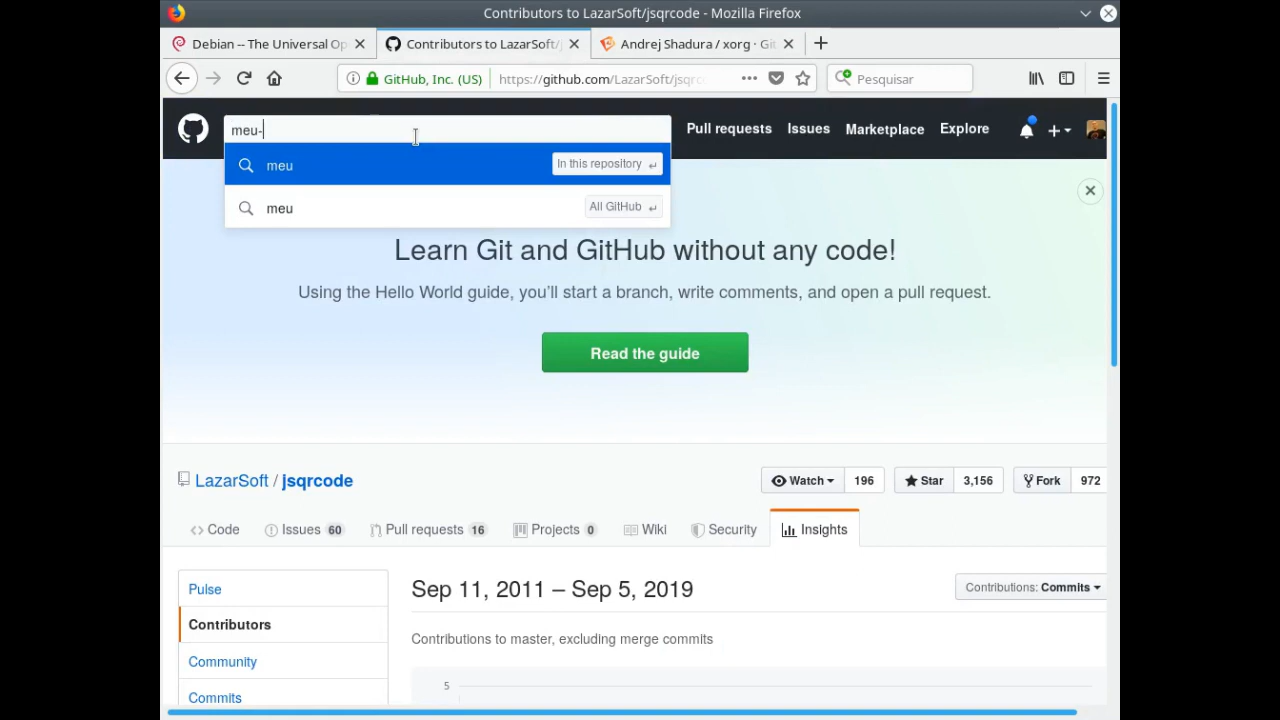 Contributors to LazarSoft/jsqrcode - Mozilla Firefox
Debian -- The Universal Op
Contributors to LazarSoft/j
Andrej Shadura / xorg · Git
GitHub, Inc. (US)
https://github.com/LazarSoft/jsqrc
Pesquisar
meu-
Pull requests Issues Marketplace Explore
meu In this repository ↵
meu All GitHub ↵
Learn Git and GitHub without any code!
Using the Hello World guide, you’ll start a branch, write comments, and open a pull request.
Read the guide
LazarSoft / jsqrcode
Watch 196 Star 3,156 Fork 972
Code Issues 60 Pull requests 16 Projects 0 Wiki Security Insights
Pulse
Contributors
Community
Commits
Sep 11, 2011 – Sep 5, 2019
Contributions: Commits
Contributions to master, excluding merge commits
5